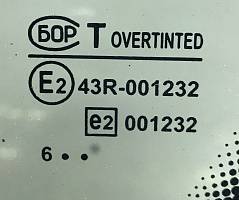 БОР T OVERTINTED
E2 43R-001232
e2 001232
6 • •